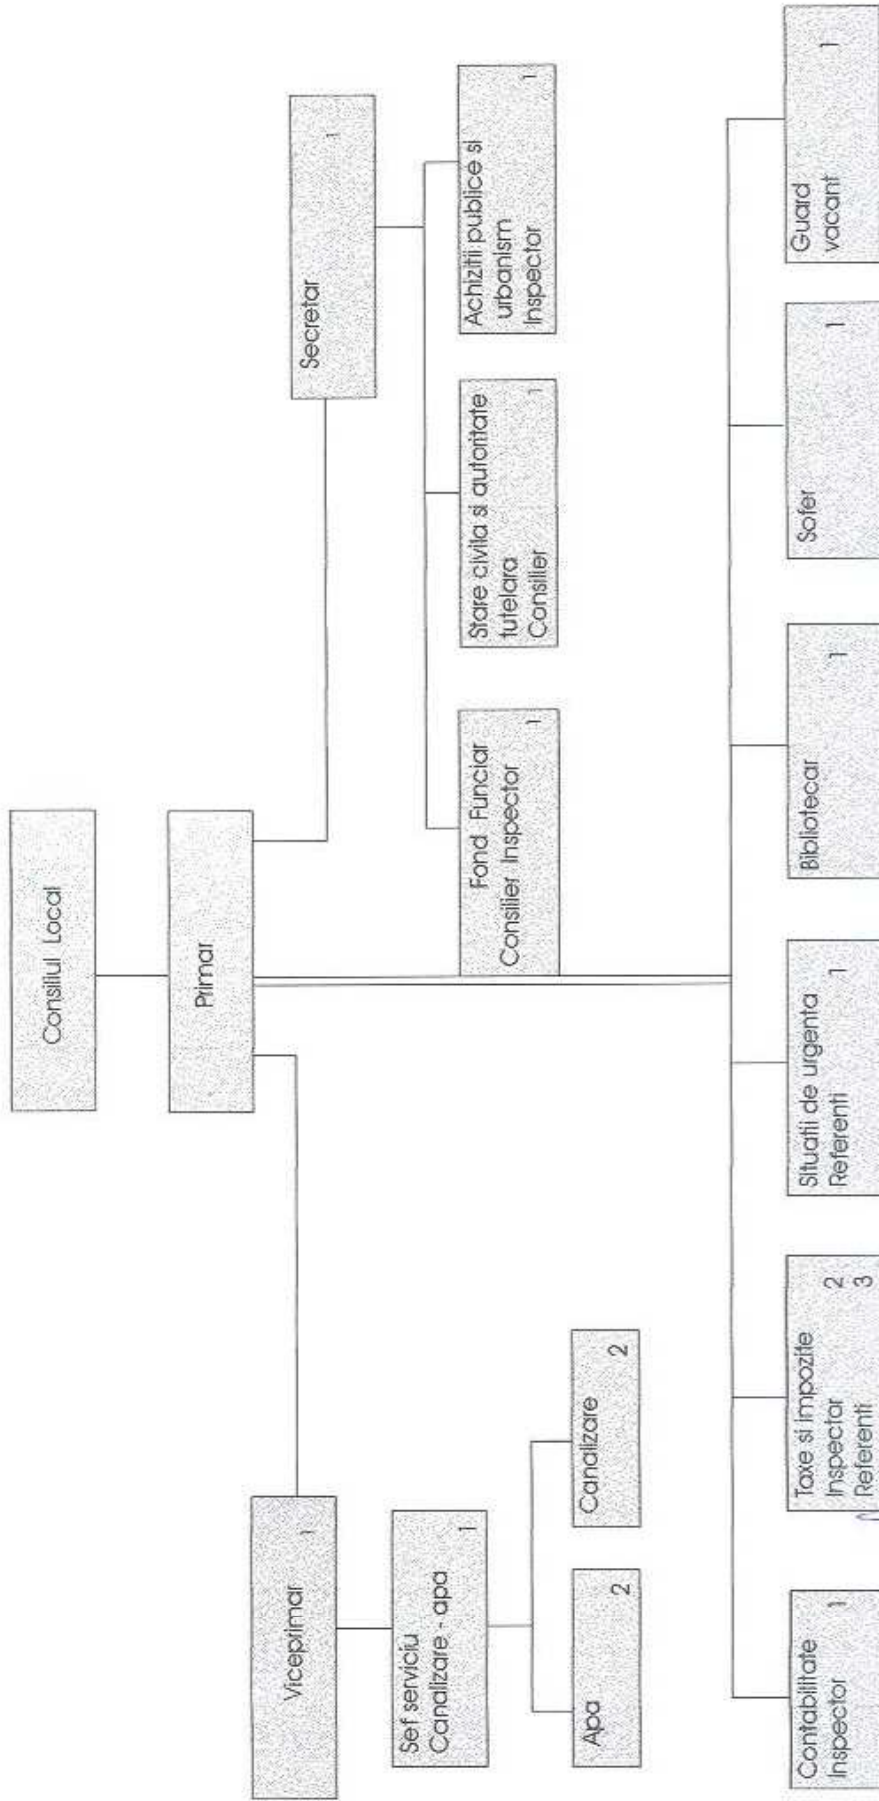 Consiliul Local
Primar
Viceprimar
1
Secretar
1
Sef serviciu
Canalizare - apa
1
Apa
2
Canalizare
2
Fond Funciar
Consilier Inspector
1
Stare civila si autoritate
tutelara
Consilier
1
Achizitii publice si
urbanism
Inspector
1
Contabilitate
Inspector
1
Taxe si impozite
Inspector 2
Referenti 3
Situatii de urgenta
Referenti
1
Bibliotecar
1
Sofer
1
Guard
vacant
1